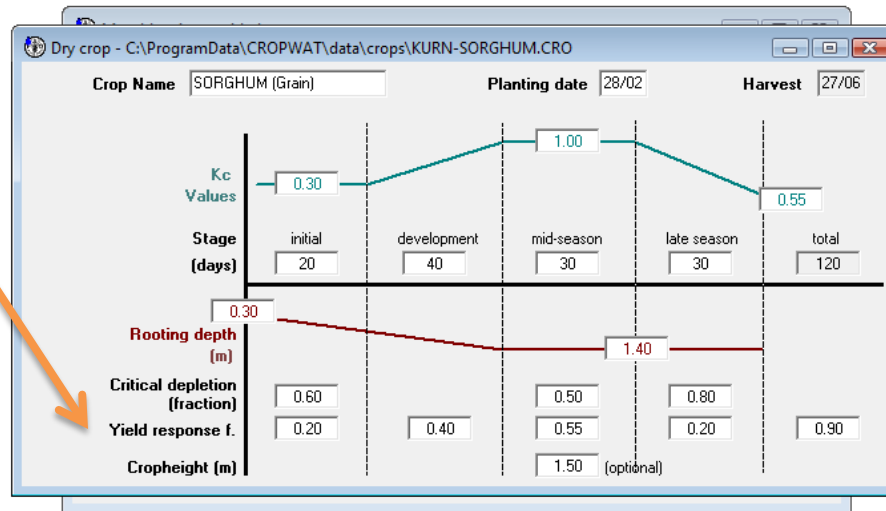 Dry crop - C:\ProgramData\CROPWAT\data\crops\KURN-SORGHUM.CRO
Crop Name SORGHUM (Grain) Planting date 28/02 Harvest 27/06
Kc
Values
0.30 1.00 0.55
Stage initial development mid-season late season total
(days) 20 40 30 30 120
0.30
Rooting depth
(m)
1.40
Critical depletion
(fraction)
0.60 0.50 0.80
Yield response f. 0.20 0.40 0.55 0.20 0.90
Cropheight (m) 1.50 (optional)